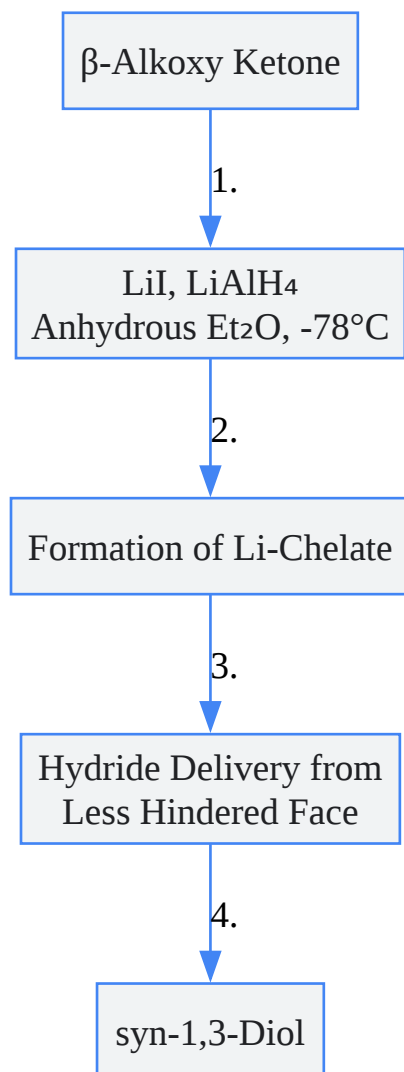 β-Alkoxy Ketone
1.
LiI, LiAlH₄
Anhydrous Et₂O, -78°C
2.
Formation of Li-Chelate
3.
Hydride Delivery from
Less Hindered Face
4.
syn-1,3-Diol